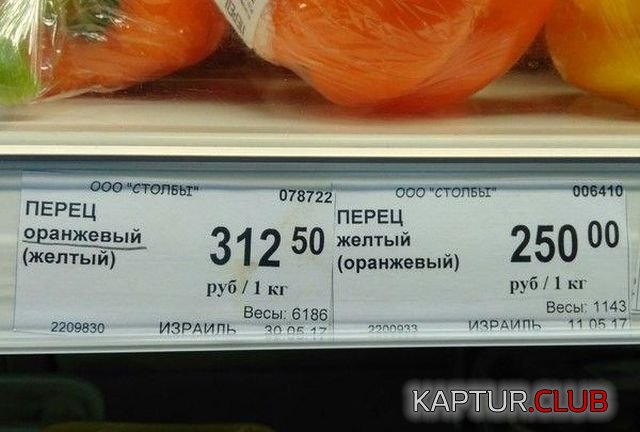 ООО "СТОЛБЫ" 078722
ПЕРЕЦ
оранжевый
(желтый)
312 50
руб / 1 кг
Весы: 6186
2209830 ИЗРАИЛЬ 30.05.17
ООО "СТОЛБЫ" 006410
ПЕРЕЦ
желтый
(оранжевый)
250 00
руб / 1 кг
Весы: 1143
2200933 ИЗРАИЛЬ 11.05.17
KAPTUR.CLUB